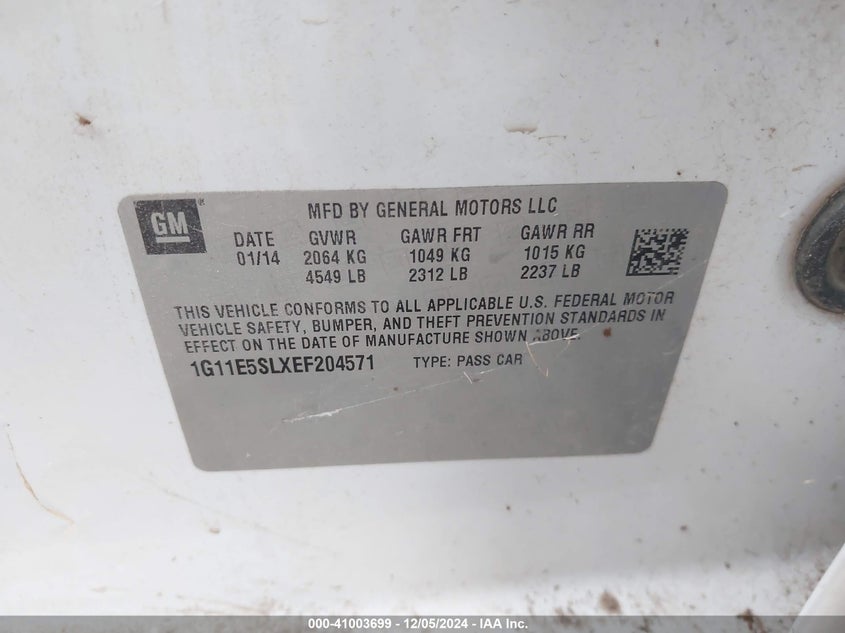 GM
MFD BY GENERAL MOTORS LLC
DATE GVWR GAWR FRT GAWR RR
01/14 2064 KG 1049 KG 1015 KG
4549 LB 2312 LB 2237 LB
THIS VEHICLE CONFORMS TO ALL APPLICABLE U.S. FEDERAL MOTOR
VEHICLE SAFETY, BUMPER, AND THEFT PREVENTION STANDARDS IN
EFFECT ON THE DATE OF MANUFACTURE SHOWN ABOVE.
1G11E5SLXEF204571 TYPE: PASS CAR
000-41003699 - 12/05/2024 - IAA Inc.